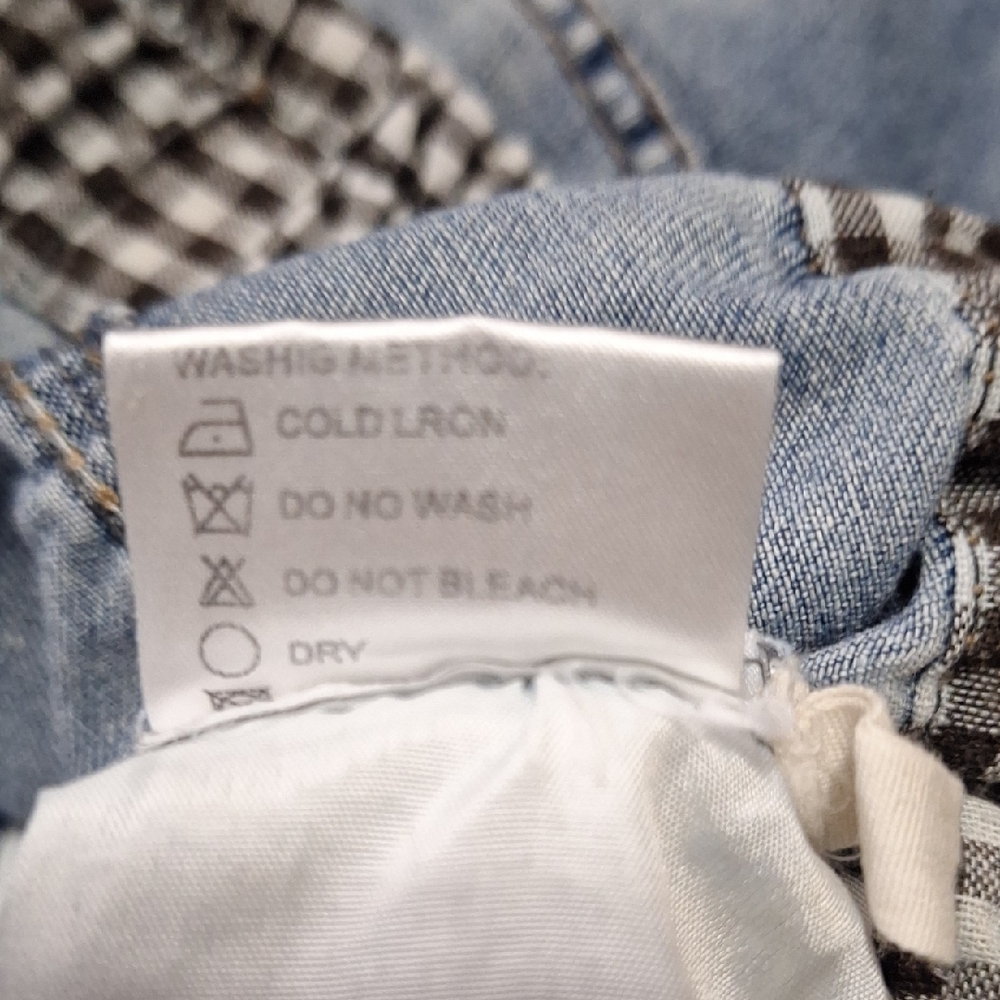 WASHIG METHOD:
COLD LRON
DO NO WASH
DO NOT BLEACH
DRY